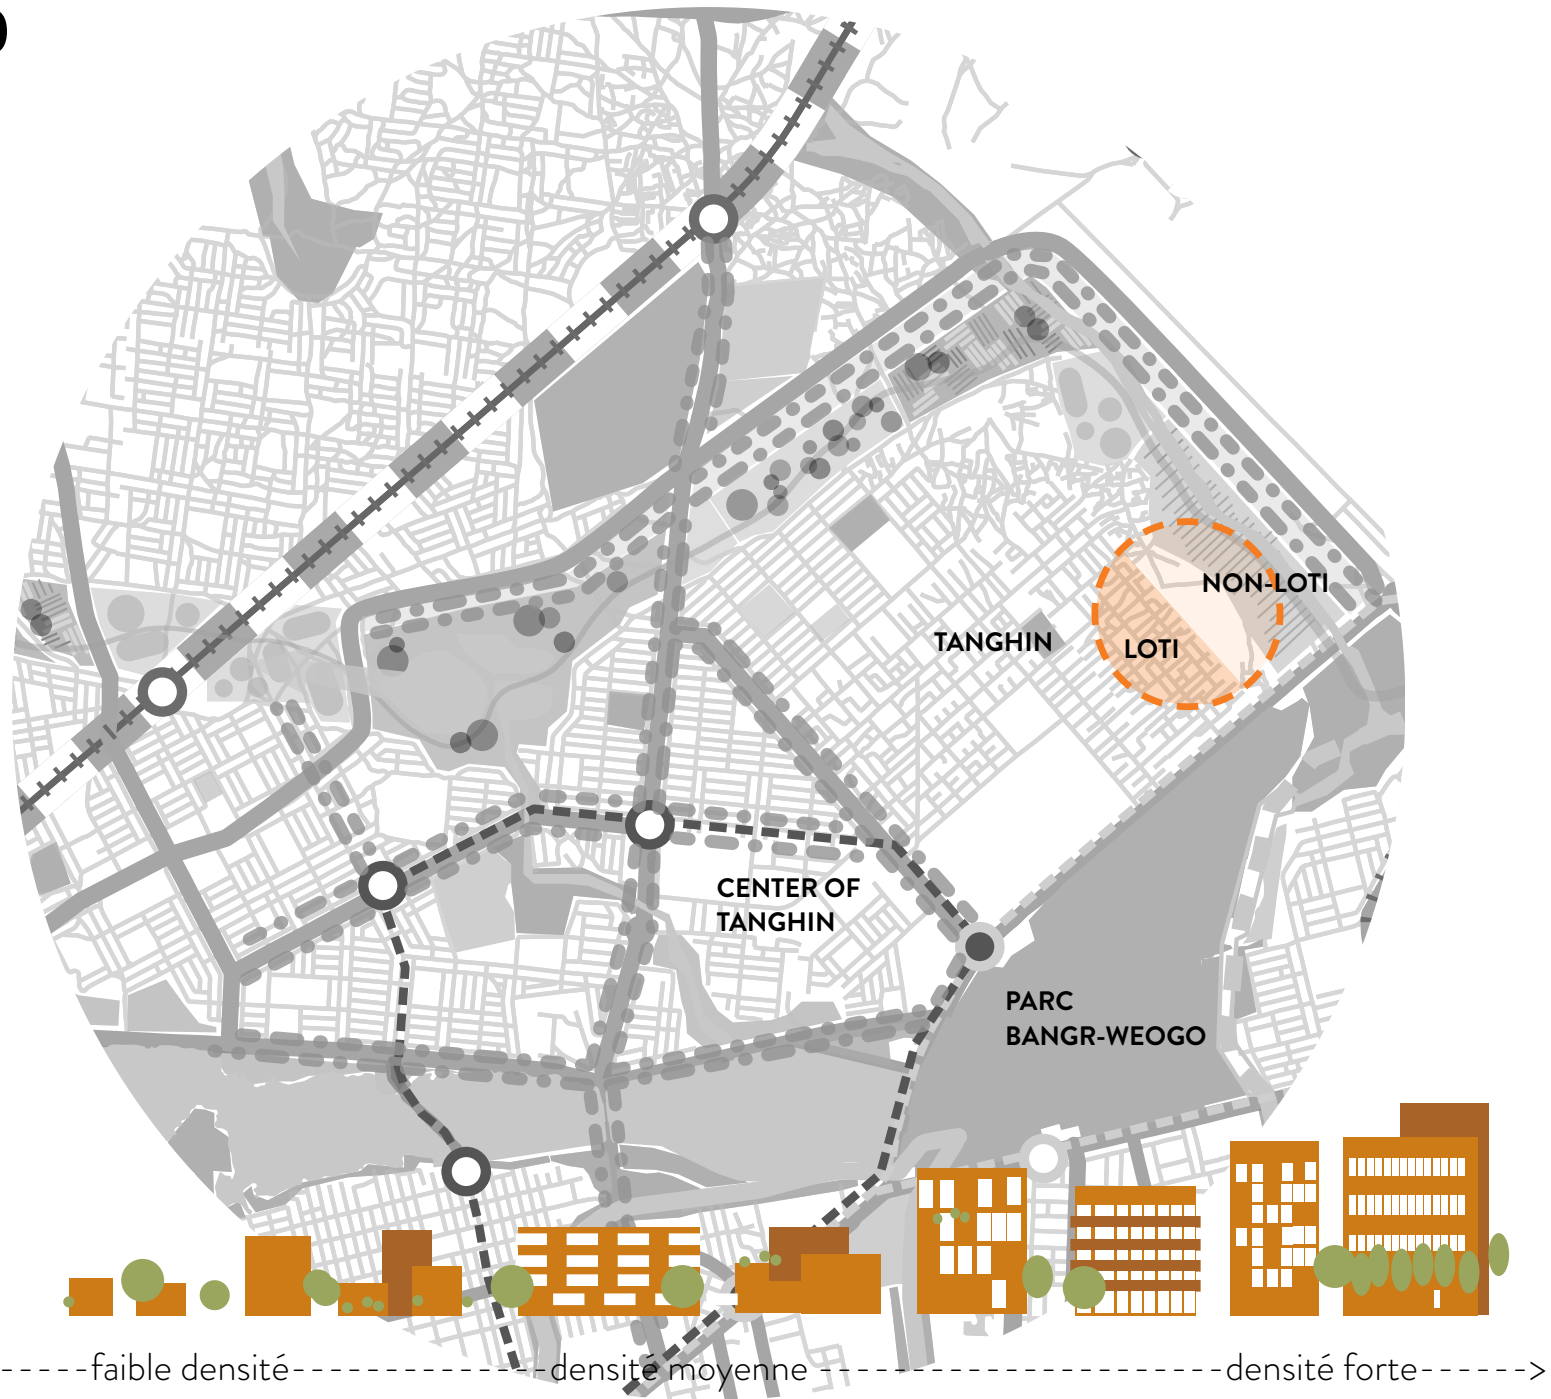 NON-LOTI
TANGHIN
LOTI
CENTER OF
TANGHIN
PARC
BANGR-WEOGO
faible densité
densité moyenne
densité forte